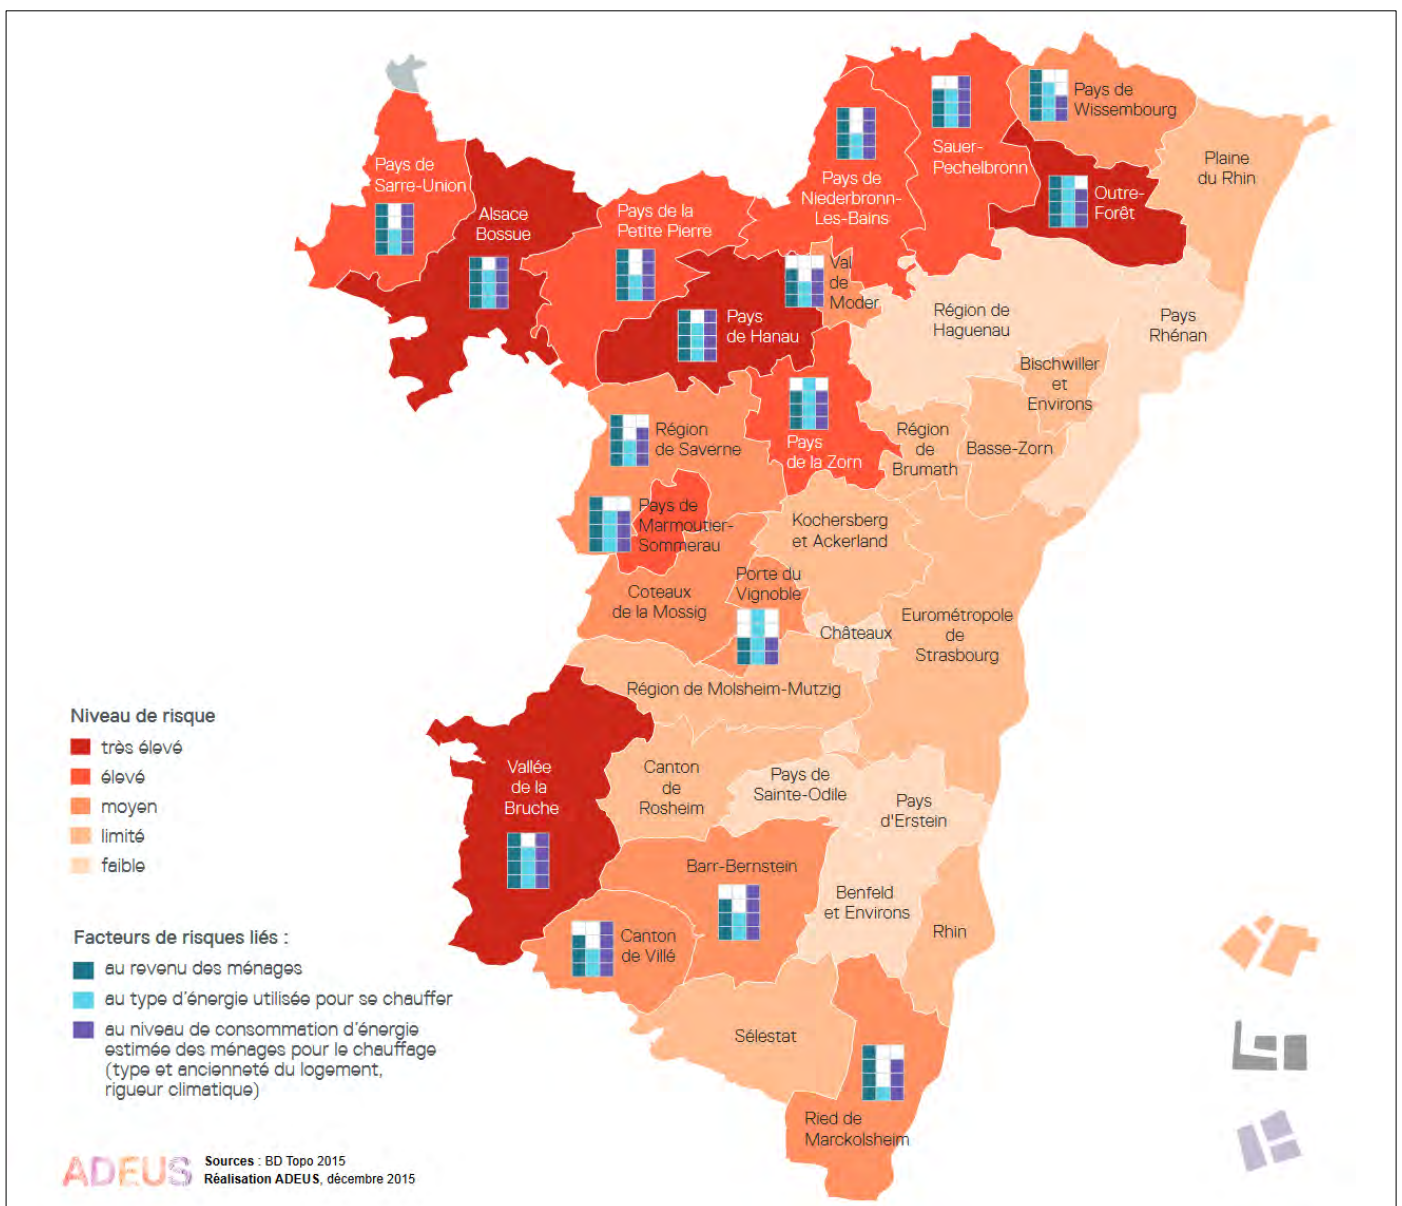 Pays de
Wissembourg
Plaine
du Rhin
Sauer-
Pechelbronn
Pays de
Niederbronn-
Les-Bains
Outre-
Forêt
Pays de
Sarre-Union
Alsace
Bossue
Pays de la
Petite Pierre
Val
de
Moder
Pays
de Hanau
Région de
Haguenau
Pays
Rhénan
Bischwiller
et
Environs
Région
de Saverne
Pays
de la Zorn
Région
de
Brumath
Basse-Zorn
Pays de
Marmoutier-
Sommerau
Kochersberg
et Ackerland
Coteaux
de la Mossig
Porte du
Vignoble
Châteaux
Eurométropole
de
Strasbourg
Région de Molsheim-Mutzig
Vallée
de la
Bruche
Canton
de
Rosheim
Pays de
Sainte-Odile
Pays
d'Erstein
Barr-Bernstein
Benfeld
et Environs
Rhin
Canton
de Villé
Sélestat
Ried de
Marckolsheim
Niveau de risque
très élevé
élevé
moyen
limité
faible
Facteurs de risques liés :
au revenu des ménages
au type d'énergie utilisée pour se chauffer
au niveau de consommation d'énergie
estimée des ménages pour le chauffage
(type et ancienneté du logement,
rigueur climatique)
ADEUS
Sources : BD Topo 2015
Réalisation ADEUS, décembre 2015